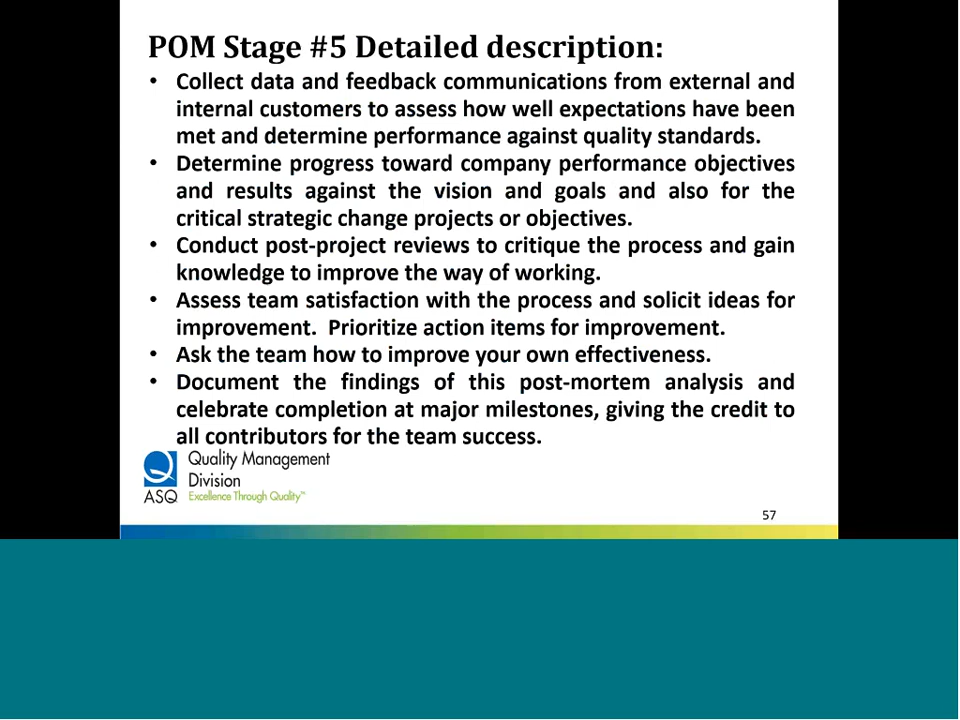 POM Stage #5 Detailed description:
• Collect data and feedback communications from external and
internal customers to assess how well expectations have been
met and determine performance against quality standards.
• Determine progress toward company performance objectives
and results against the vision and goals and also for the
critical strategic change projects or objectives.
• Conduct post-project reviews to critique the process and gain
knowledge to improve the way of working.
• Assess team satisfaction with the process and solicit ideas for
improvement.  Prioritize action items for improvement.
• Ask the team how to improve your own effectiveness.
• Document the findings of this post-mortem analysis and
celebrate completion at major milestones, giving the credit to
all contributors for the team success.
Quality Management
Division
ASQ Excellence Through Quality™
57